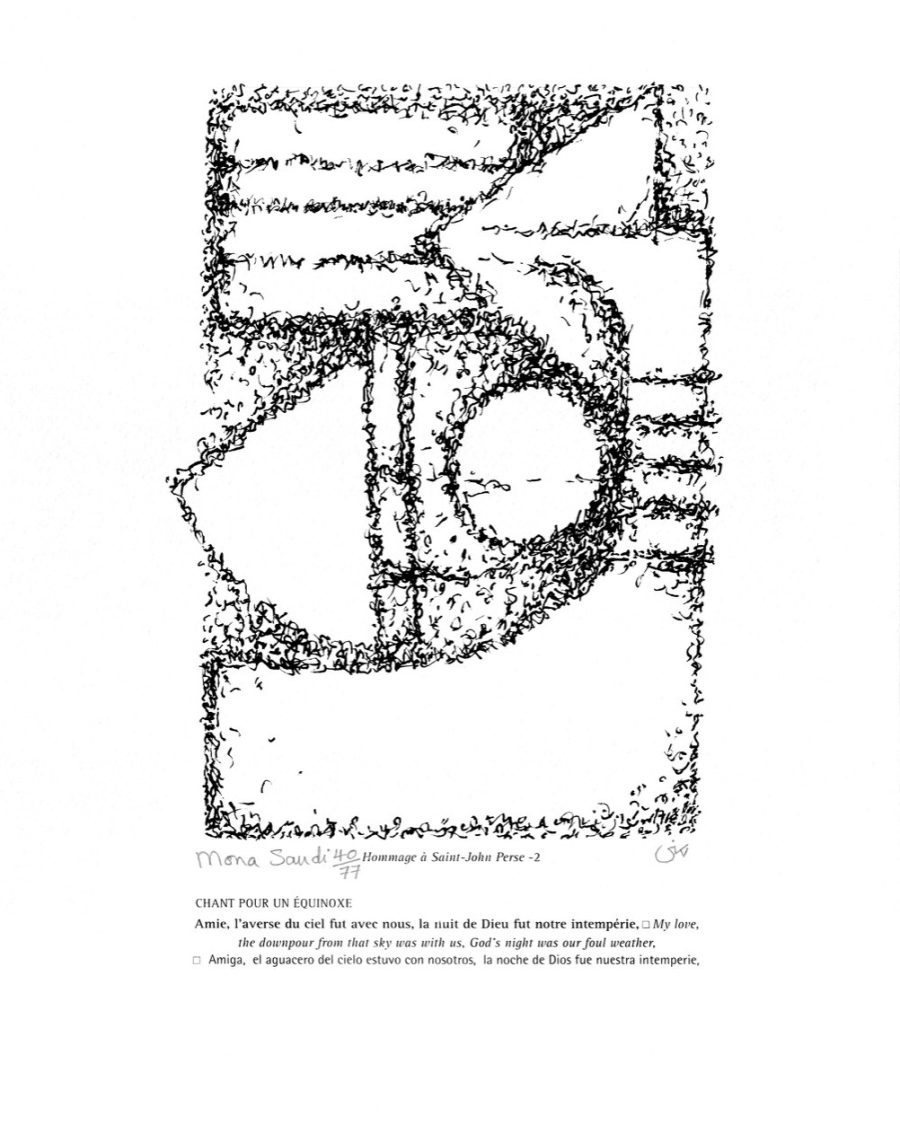 Mona Saudi 40/77 Hommage à Saint-John Perse -2
CHANT POUR UN ÉQUINOXE
Amie, l'averse du ciel fut avec nous, la nuit de Dieu fut notre intempérie, □ My love,
the downpour from that sky was with us, God's night was our foul weather,
□ Amiga, el aguacero del cielo estuvo con nosotros, la noche de Dios fue nuestra intemperie,